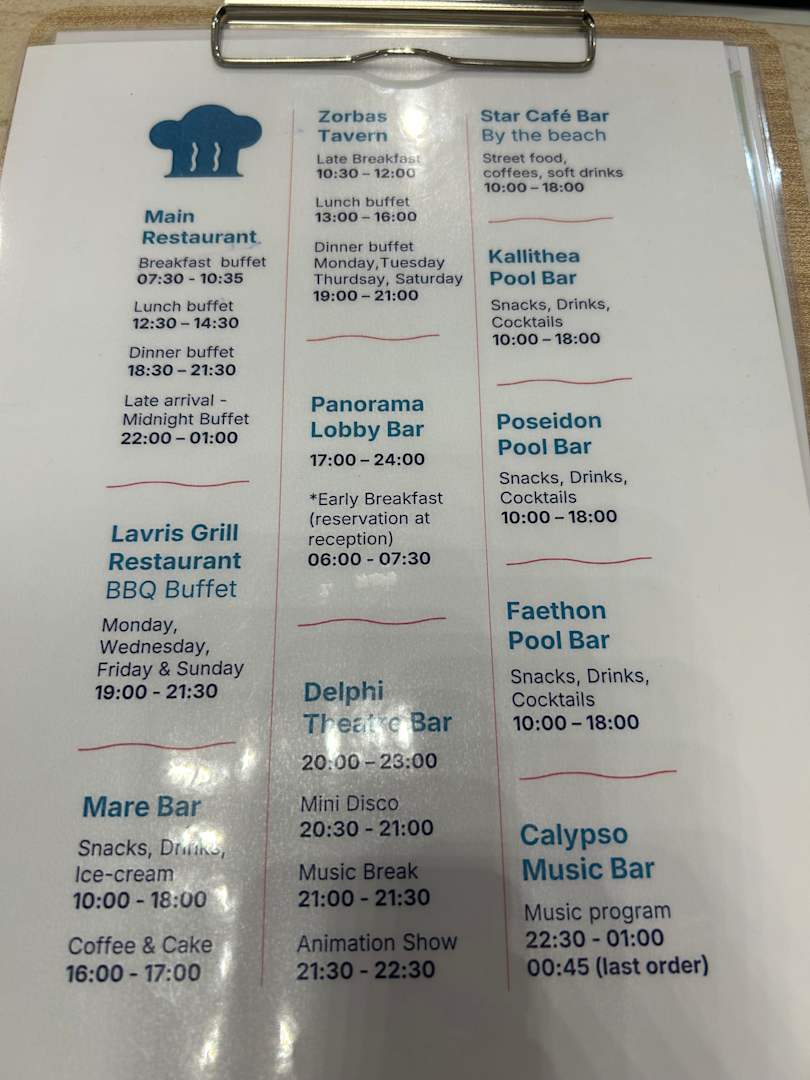 Main
Restaurant
Breakfast buffet
07:30 - 10:35
Lunch buffet
12:30 – 14:30
Dinner buffet
18:30 – 21:30
Late arrival -
Midnight Buffet
22:00 – 01:00
Lavris Grill
Restaurant
BBQ Buffet
Monday,
Wednesday,
Friday & Sunday
19:00 - 21:30
Mare Bar
Snacks, Drinks,
Ice-cream
10:00 - 18:00
Coffee & Cake
16:00 - 17:00
Zorbas
Tavern
Late Breakfast
10:30 – 12:00
Lunch buffet
13:00 – 16:00
Dinner buffet
Monday,Tuesday
Thurdsay, Saturday
19:00 – 21:00
Panorama
Lobby Bar
17:00 – 24:00
*Early Breakfast
(reservation at
reception)
06:00 - 07:30
Delphi
Theatre Bar
20:00 – 23:00
Mini Disco
20:30 - 21:00
Music Break
21:00 - 21:30
Animation Show
21:30 - 22:30
Star Café Bar
By the beach
Street food,
coffees, soft drinks
10:00 – 18:00
Kallithea
Pool Bar
Snacks, Drinks,
Cocktails
10:00 – 18:00
Poseidon
Pool Bar
Snacks, Drinks,
Cocktails
10:00 – 18:00
Faethon
Pool Bar
Snacks, Drinks,
Cocktails
10:00 – 18:00
Calypso
Music Bar
Music program
22:30 - 01:00
00:45 (last order)